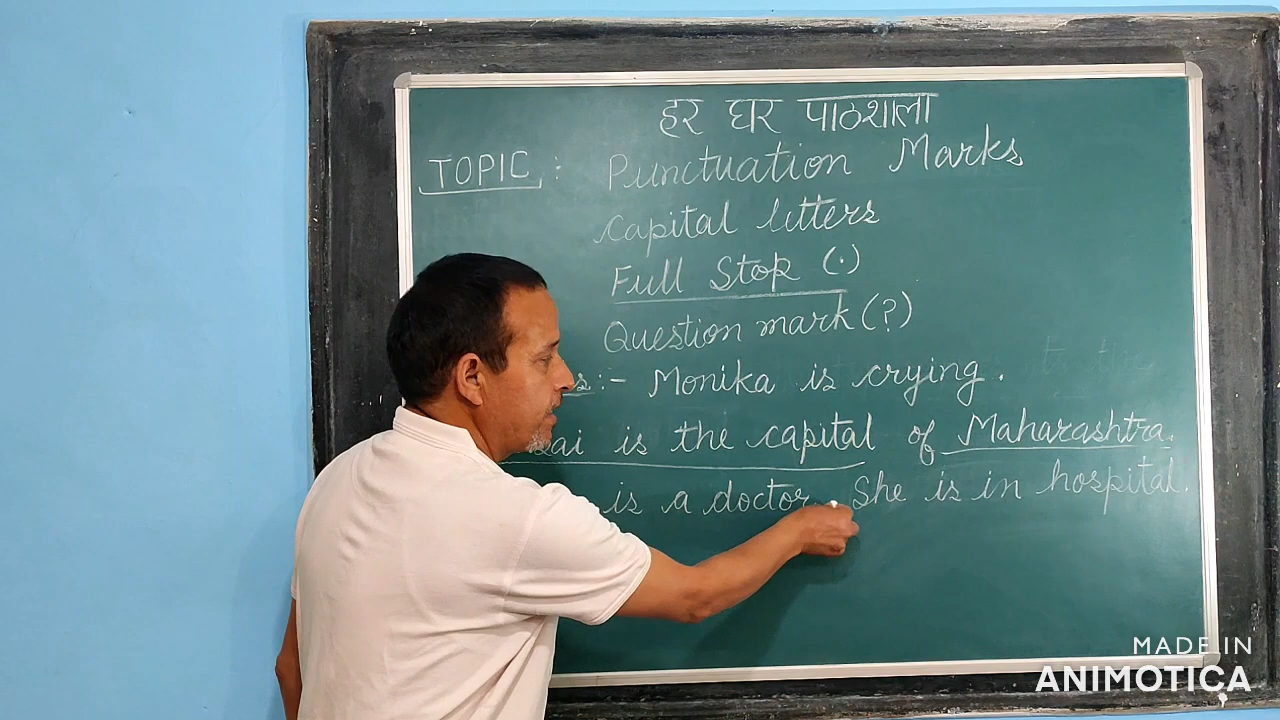 हर घर पाठशाला
TOPIC : Punctuation Marks
Capital letters
Full Stop (.)
Question mark (?)
:- Monika is crying.
is the capital of Maharashtra.
is a doctor. She is in hospital.
MADE IN
ANIMOTICA